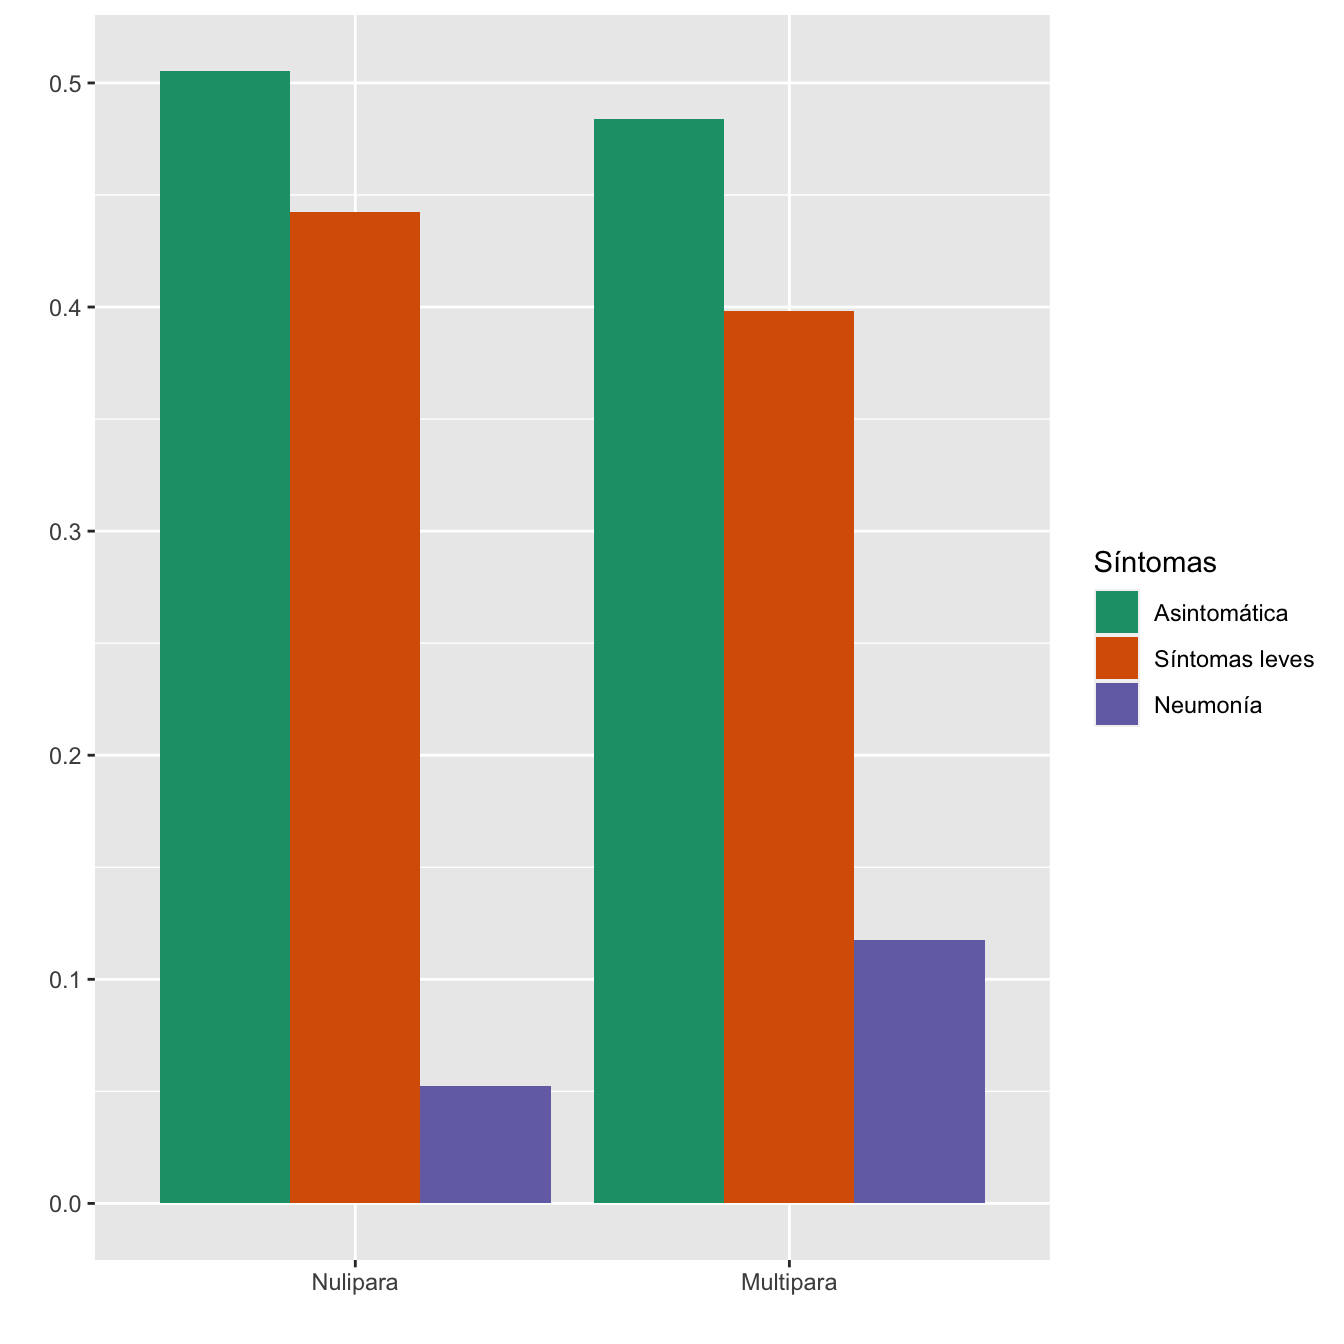 0.5
0.4
0.3
0.2
0.1
0.0
Nulipara
Multipara
Síntomas
Asintomática
Síntomas leves
Neumonía